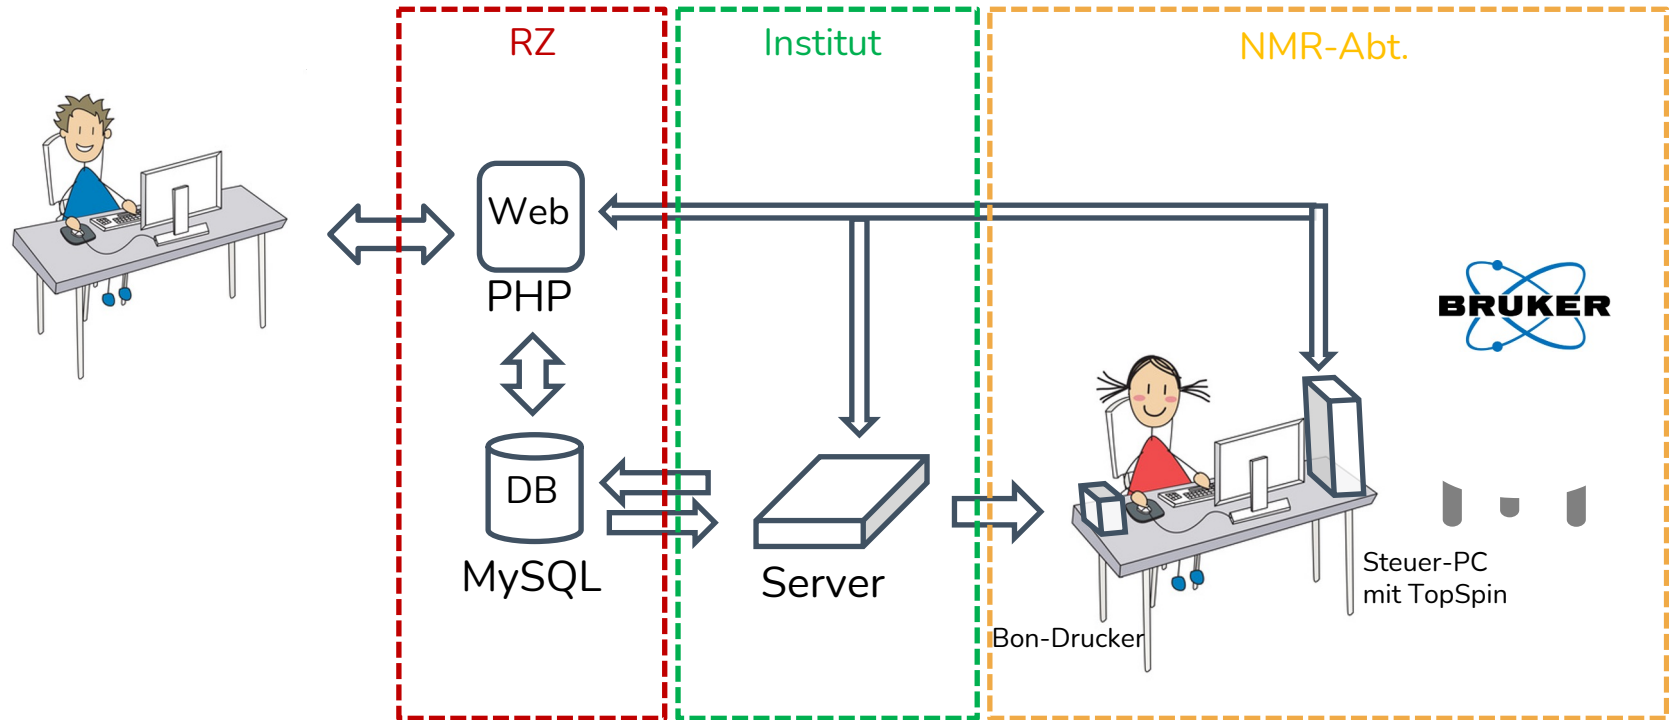 RZ
Institut
NMR-Abt.
Web
PHP
BRUKER
DB
MySQL
Server
Steuer-PC
mit TopSpin
Bon-Drucker